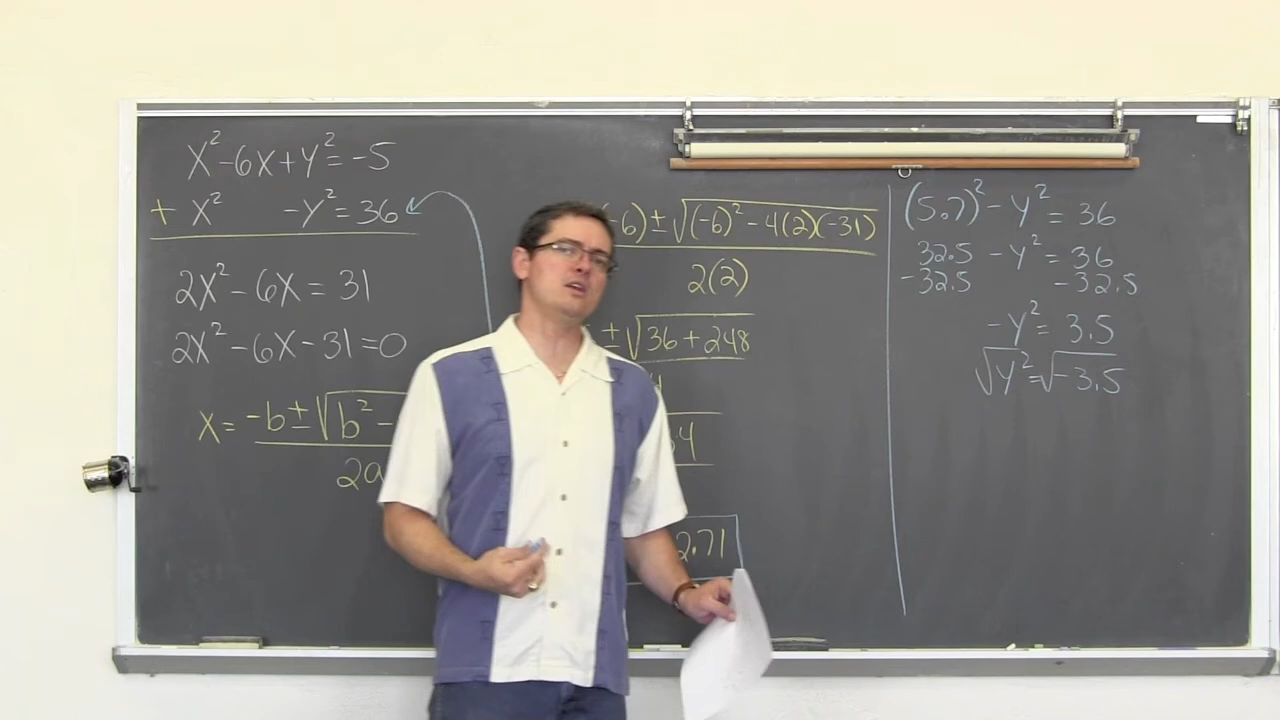 X²-6X+y²=-5
+ X² -y²=36
2X²-6X=31
2X²-6X-31=0
X= -b±√b²-
2a
-6)±√(-6)²-4(2)(-31)
2(2)
±√36+248
4
2.71
(5.7)²-y²=36
32.5-y²=36
-32.5 -32.5
-y²=3.5
√y²=√-3.5